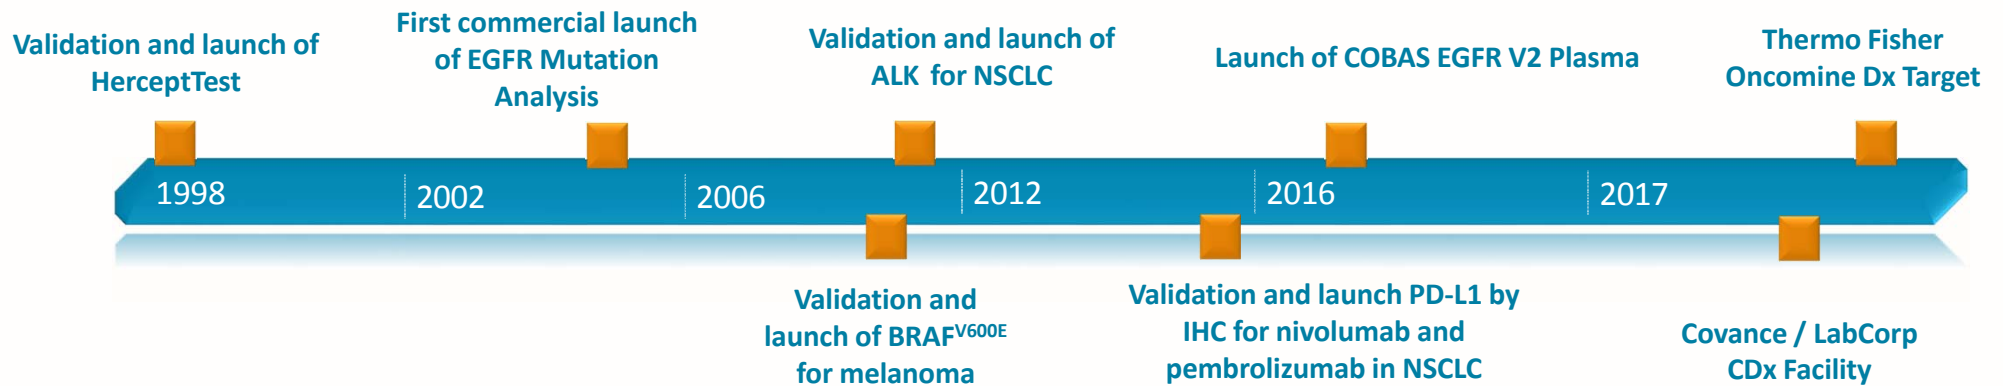 Validation and launch of
HerceptTest
First commercial launch
of EGFR Mutation
Analysis
Validation and launch of
ALK for NSCLC
Launch of COBAS EGFR V2 Plasma
Thermo Fisher
Oncomine Dx Target
1998
2002
2006
2012
2016
2017
Validation and
launch of BRAFV600E
for melanoma
Validation and launch PD-L1 by
IHC for nivolumab and
pembrolizumab in NSCLC
Covance / LabCorp
CDx Facility